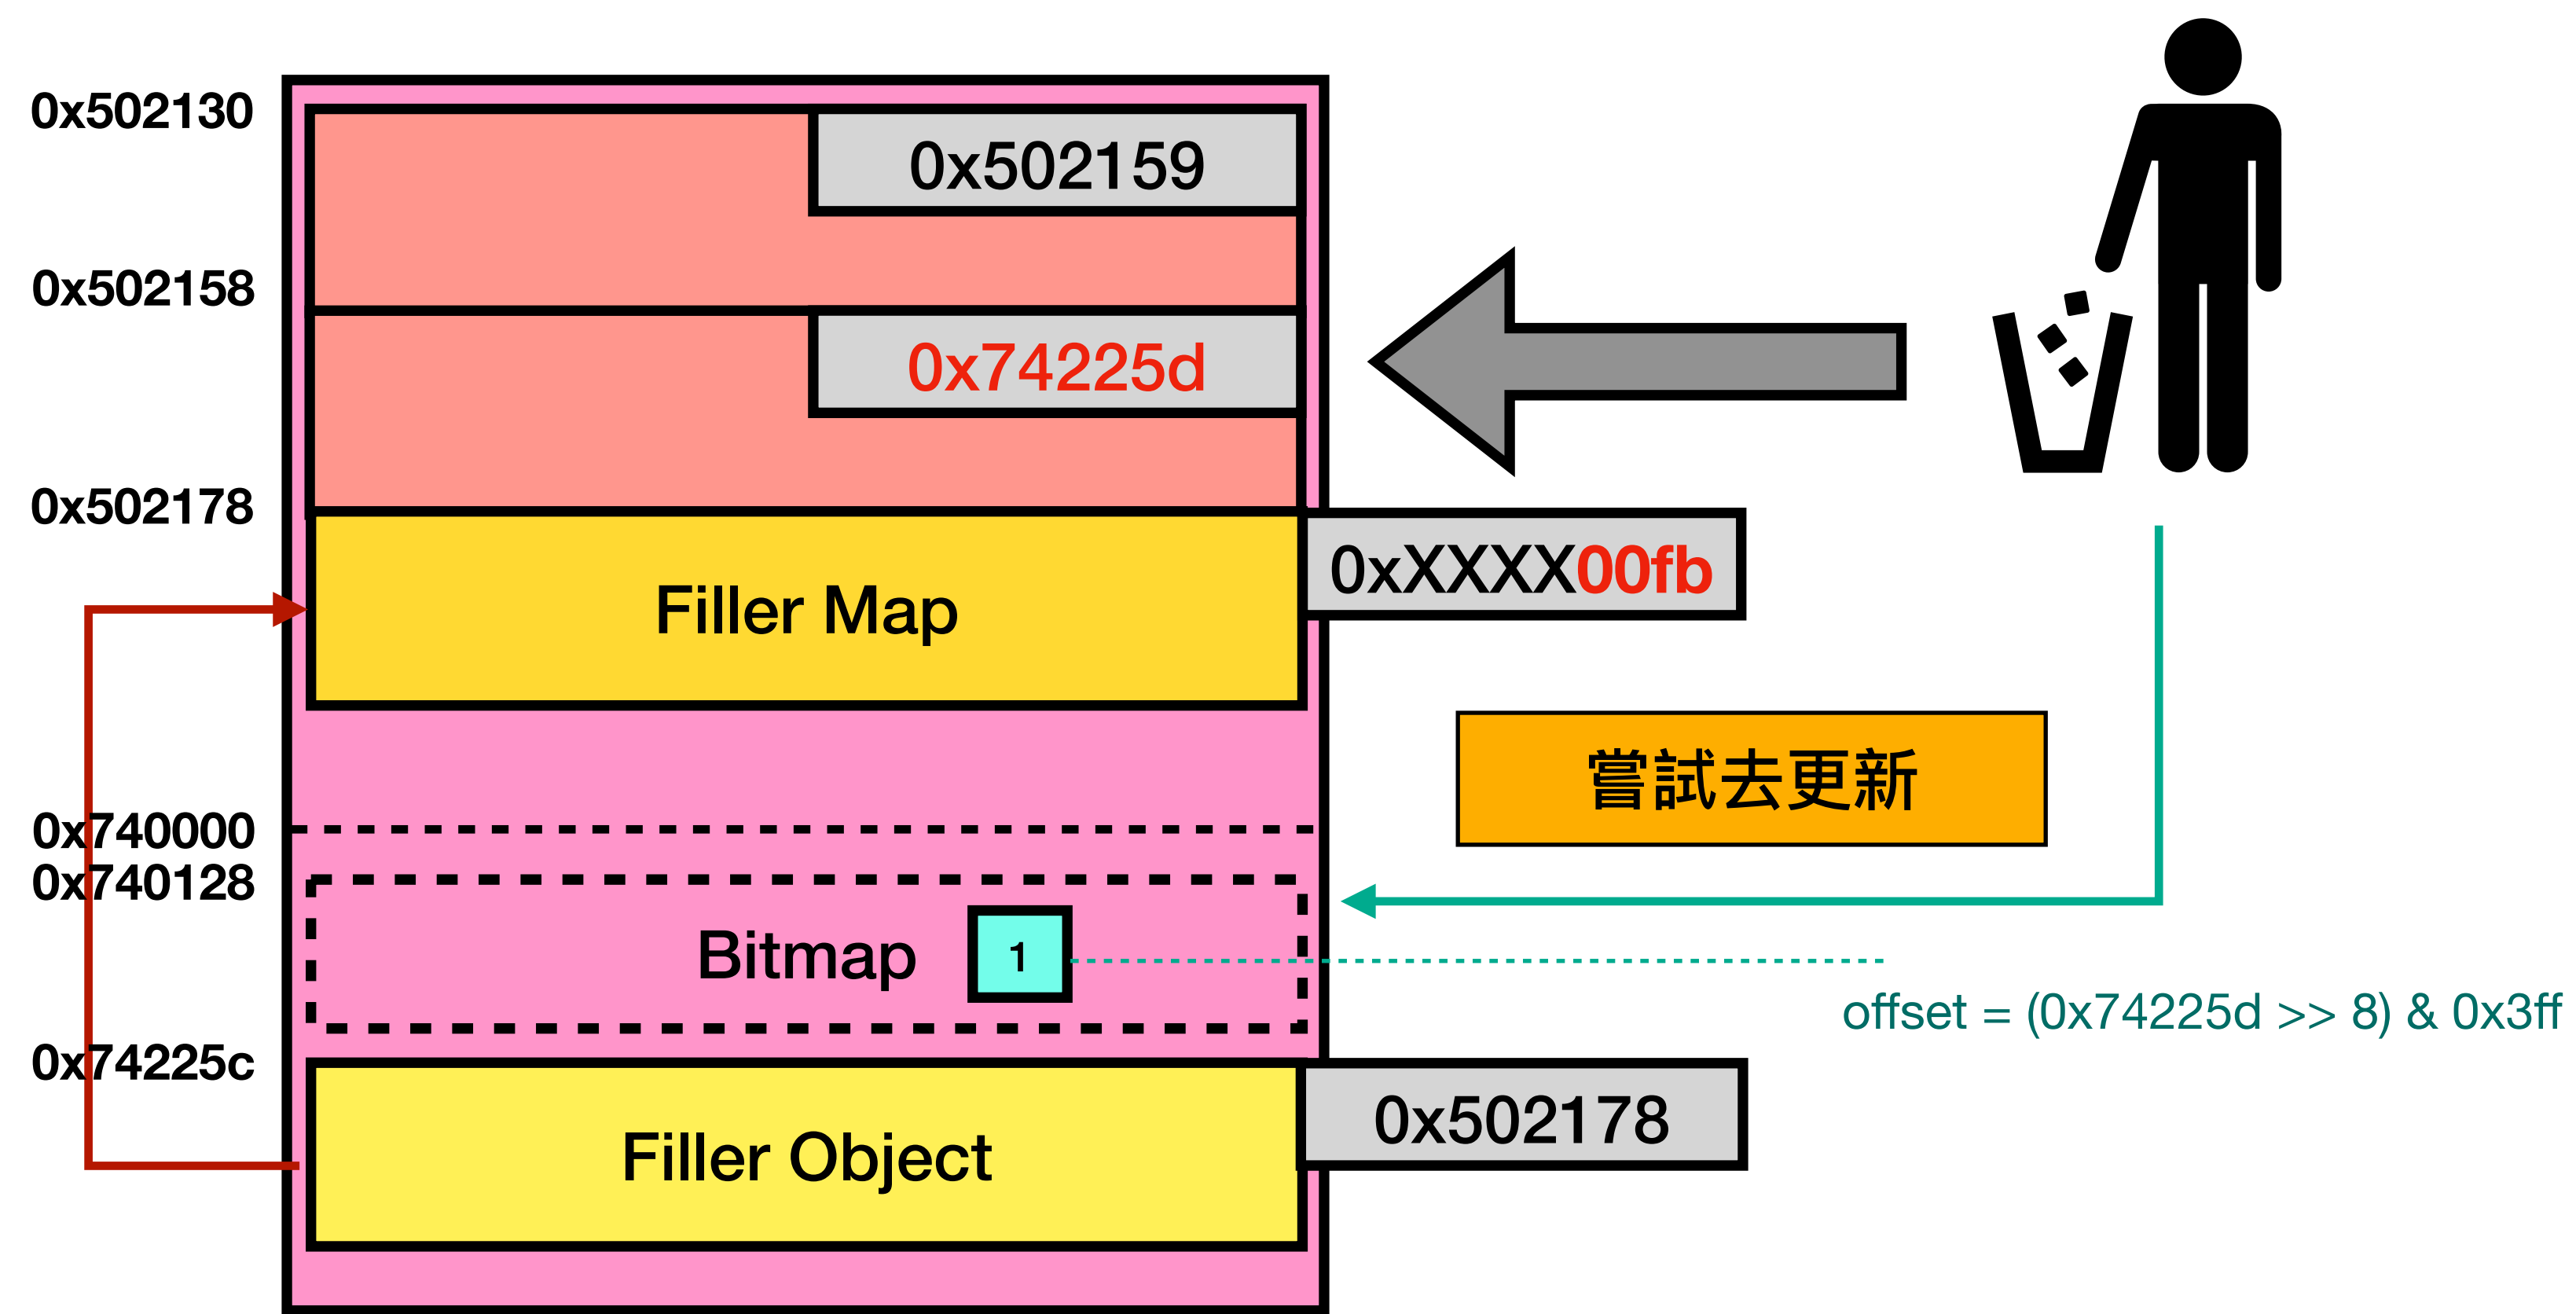 0x502130
0x502159
0x502158
0x74225d
0x502178
0xXXXX00fb
Filler Map
嘗試去更新
0x740000
0x740128
Bitmap
1
offset = (0x74225d >> 8) & 0x3ff
0x74225c
0x502178
Filler Object